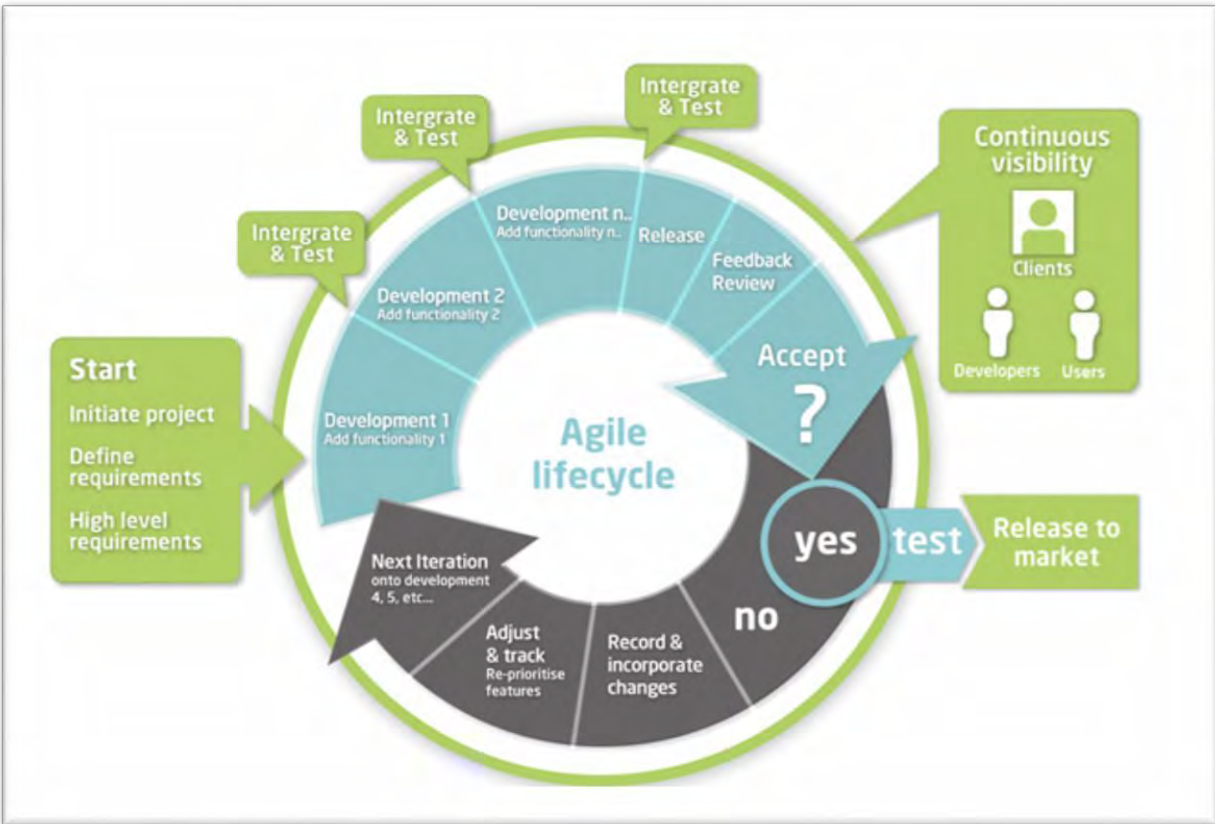 Start
Initiate project
Define
requirements
High level
requirements
Intergrate
& Test
Intergrate
& Test
Intergrate
& Test
Development 1
Add functionality 1
Development 2
Add functionality 2
Development n..
Add functionality n..
Release
Feedback
Review
Accept
?
Agile
lifecycle
yes
test
Release to
market
no
Record &
incorporate
changes
Adjust
& track
Re-prioritise
features
Next Iteration
onto development
4, 5, etc...
Continuous
visibility
Clients
Developers
Users